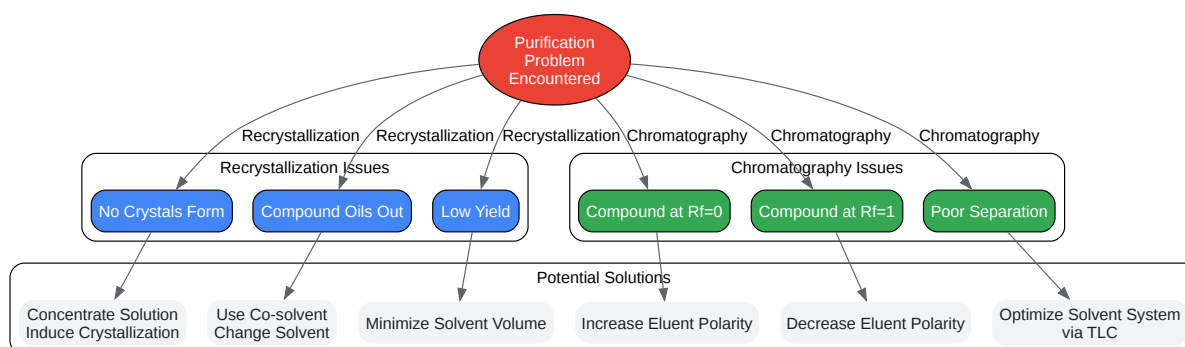 Purification
Problem
Encountered
Recrystallization
Recrystallization
Recrystallization
Chromatography
Chromatography
Chromatography
Recrystallization Issues
Chromatography Issues
No Crystals Form
Compound Oils Out
Low Yield
Compound at Rf=0
Compound at Rf=1
Poor Separation
Potential Solutions
Concentrate Solution
Induce Crystallization
Use Co-solvent
Change Solvent
Minimize Solvent Volume
Increase Eluent Polarity
Decrease Eluent Polarity
Optimize Solvent System
via TLC